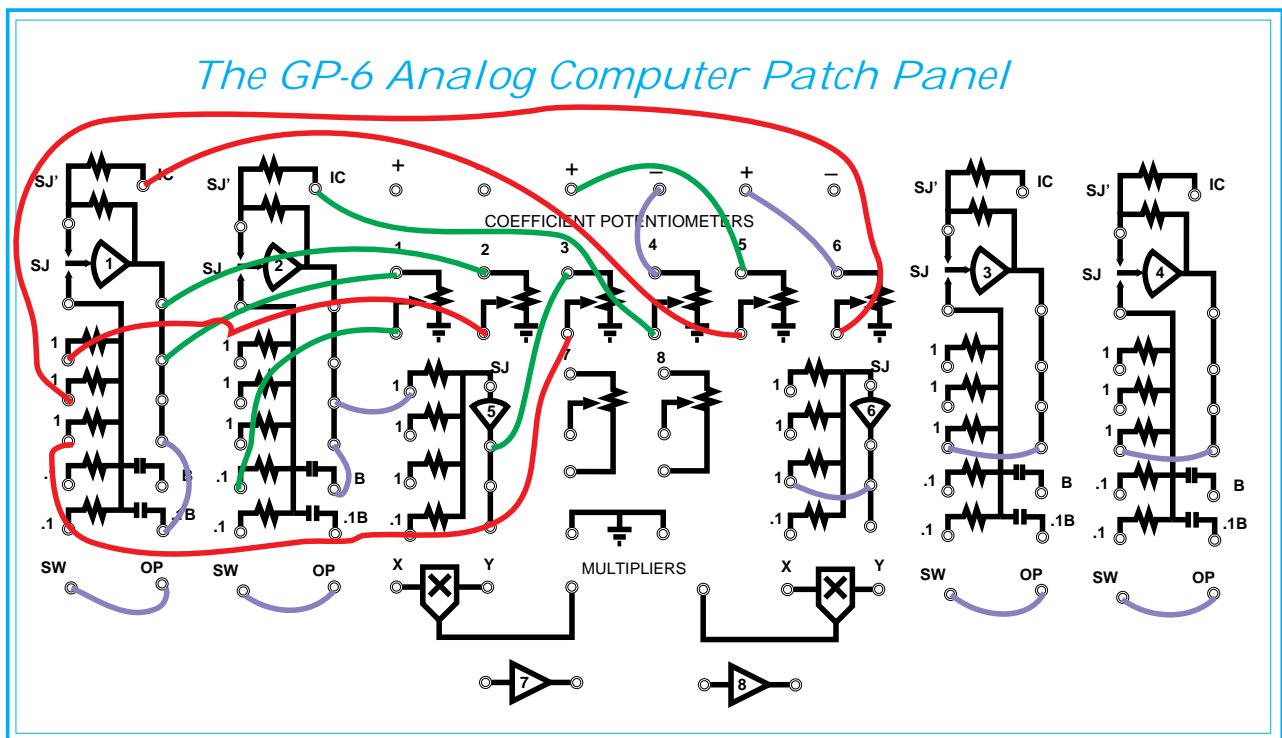 The GP-6 Analog Computer Patch Panel
SJ' IC
SJ' IC
+ - + − + −
SJ' IC
SJ' IC
COEFFICIENT POTENTIOMETERS
1 2 3 4 5 6
SJ 1
SJ 2
SJ 3
SJ 4
7 8
1
1
1
.1 B
.1 .1B
1
1
1
.1 B
.1 .1B
SJ
1
1
1
.1
5
SJ
1
1
1
.1
6
1
1
1
.1 B
.1 .1B
1
1
1
.1 B
.1 .1B
SW OP
SW OP
X Y
MULTIPLIERS
X Y
SW OP
SW OP
7
8